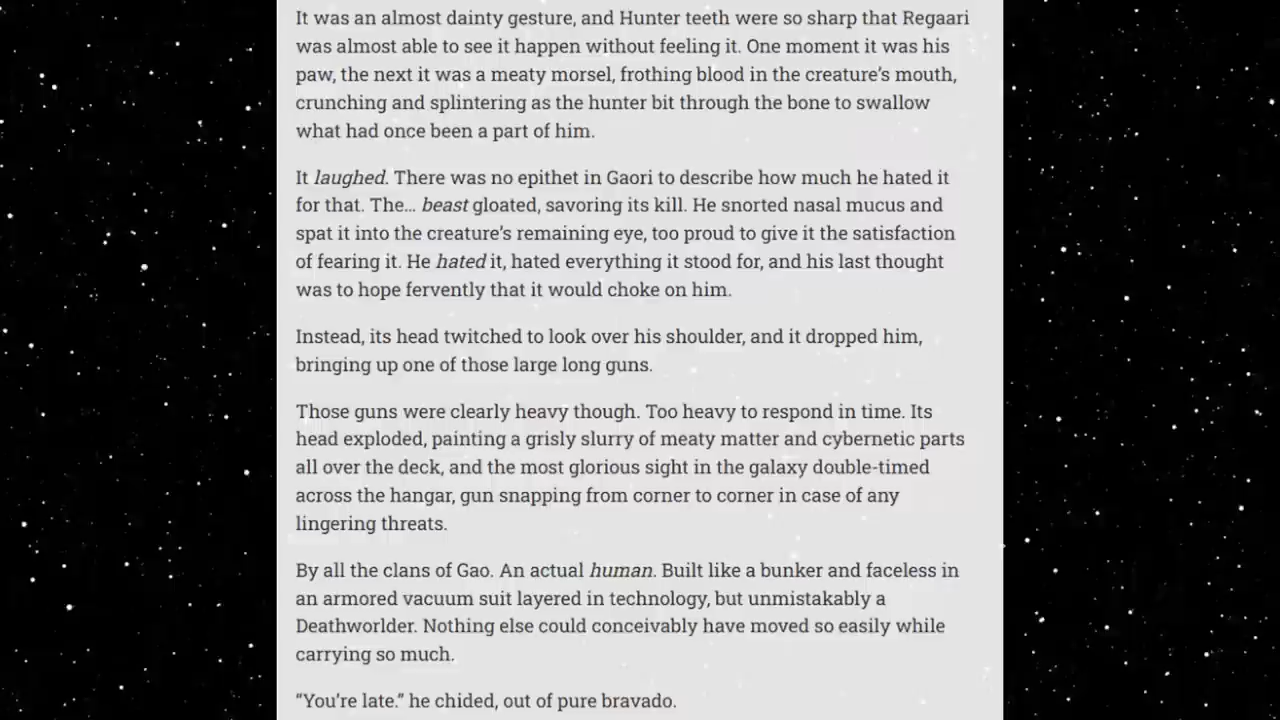 It was an almost dainty gesture, and Hunter teeth were so sharp that Regaari
was almost able to see it happen without feeling it. One moment it was his
paw, the next it was a meaty morsel, frothing blood in the creature’s mouth,
crunching and splintering as the hunter bit through the bone to swallow
what had once been a part of him.
It laughed. There was no epithet in Gaori to describe how much he hated it
for that. The… beast gloated, savoring its kill. He snorted nasal mucus and
spat it into the creature’s remaining eye, too proud to give it the satisfaction
of fearing it. He hated it, hated everything it stood for, and his last thought
was to hope fervently that it would choke on him.
Instead, its head twitched to look over his shoulder, and it dropped him,
bringing up one of those large long guns.
Those guns were clearly heavy though. Too heavy to respond in time. Its
head exploded, painting a grisly slurry of meaty matter and cybernetic parts
all over the deck, and the most glorious sight in the galaxy double-timed
across the hangar, gun snapping from corner to corner in case of any
lingering threats.
By all the clans of Gao. An actual human. Built like a bunker and faceless in
an armored vacuum suit layered in technology, but unmistakably a
Deathworlder. Nothing else could conceivably have moved so easily while
carrying so much.
“You’re late.” he chided, out of pure bravado.